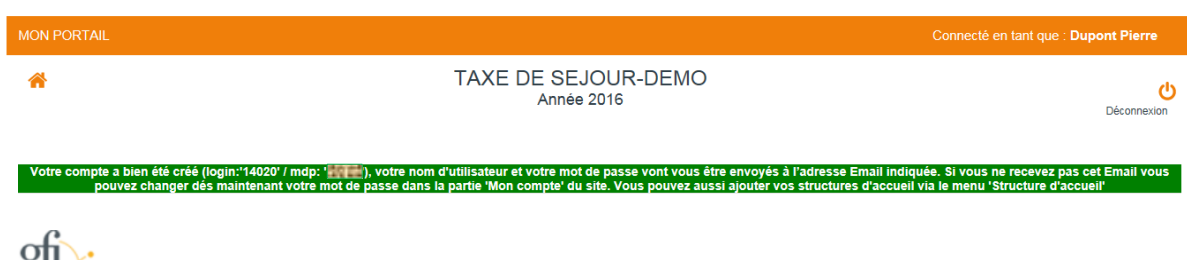 MON PORTAIL
Connecté en tant que : Dupont Pierre
TAXE DE SEJOUR-DEMO
Année 2016
Déconnexion
Votre compte a bien été créé (login:'14020' / mdp: ' '), votre nom d'utilisateur et votre mot de passe vont vous être envoyés à l'adresse Email indiquée. Si vous ne recevez pas cet Email vous
pouvez changer dés maintenant votre mot de passe dans la partie 'Mon compte' du site. Vous pouvez aussi ajouter vos structures d'accueil via le menu 'Structure d'accueil'
ofi